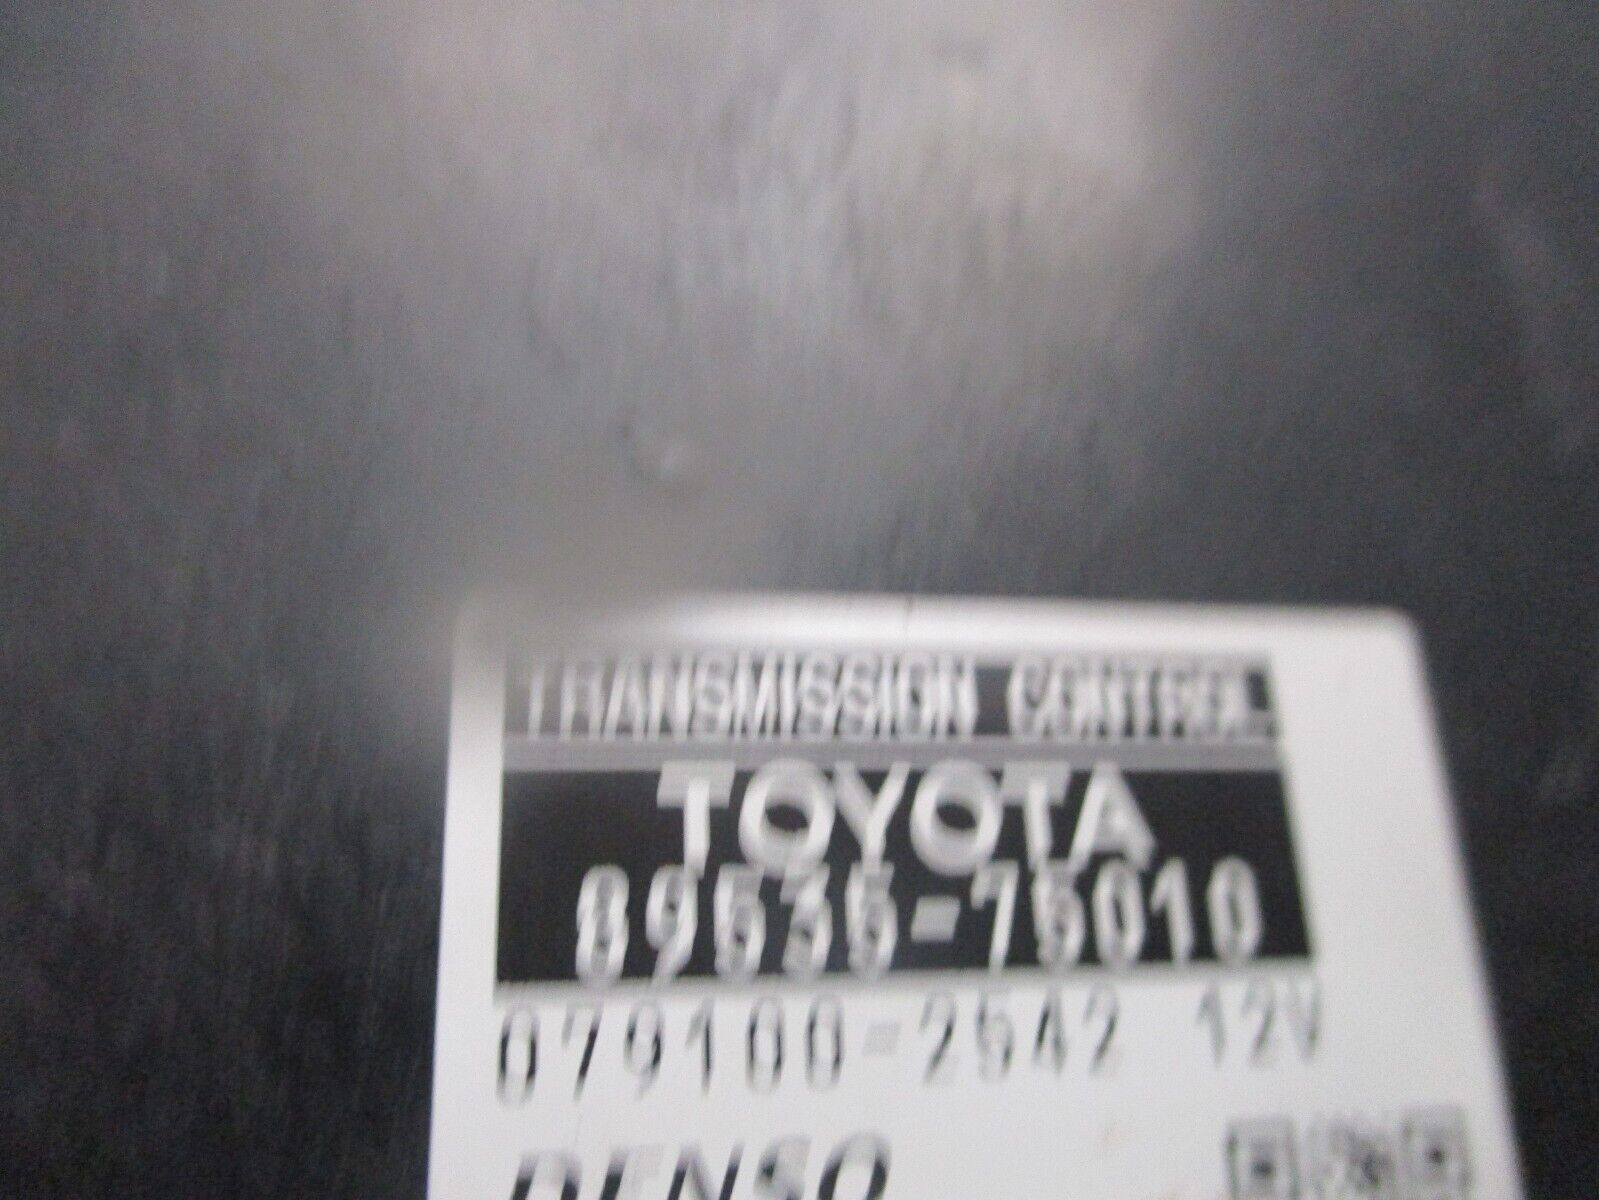 TRANSMISSION CONTROL
TOYOTA
89535-75010
079100-2542 12V
DENSO